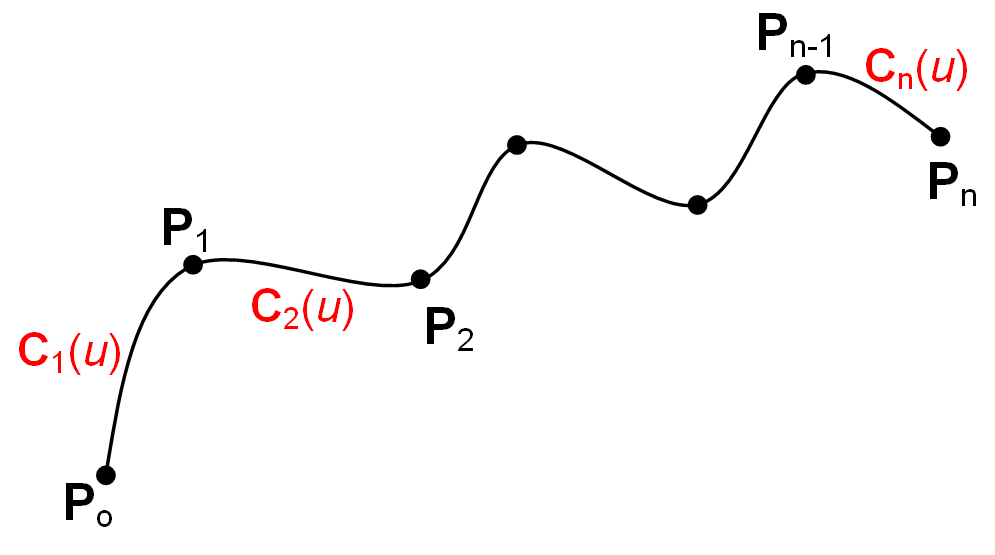 Pn-1
Cn(u)
Pn
P1
C2(u)
P2
C1(u)
Po